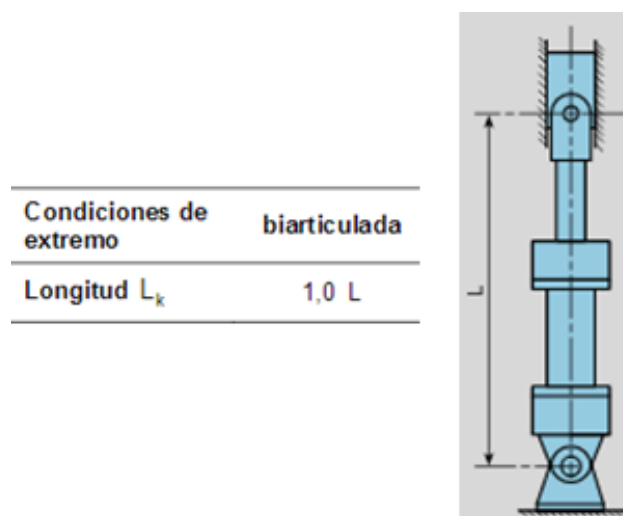 Condiciones de
extremo
biarticulada
Longitud Lₖ
1,0 L
L